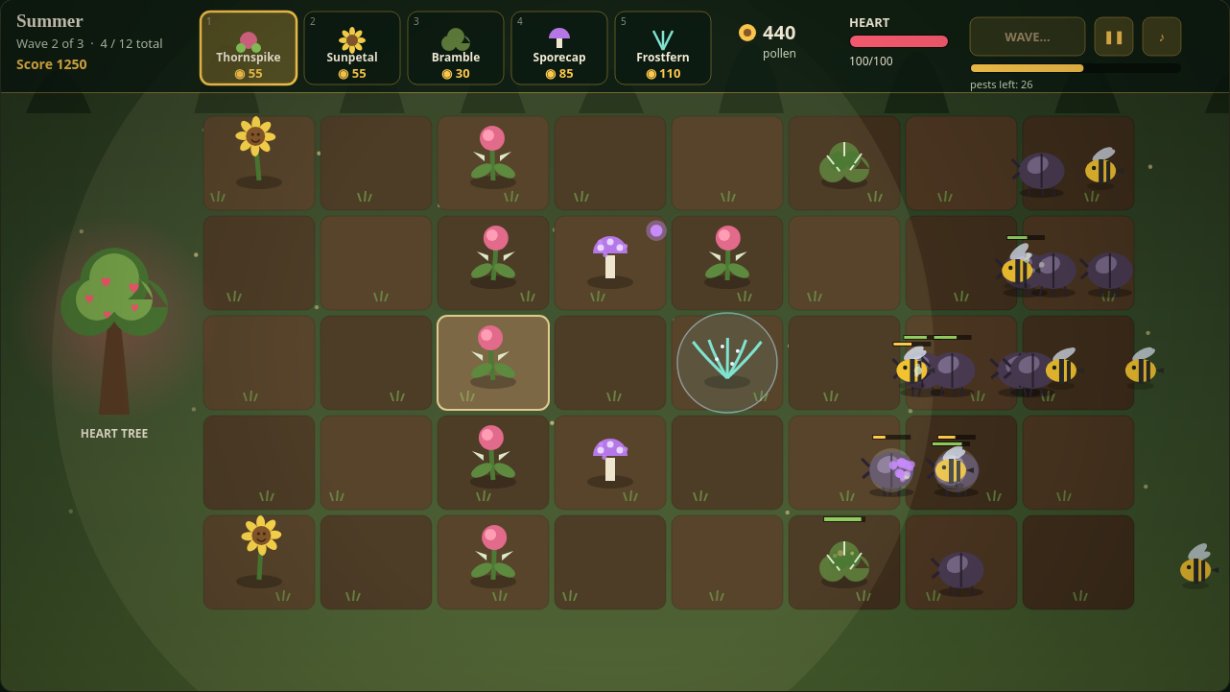 Summer
Wave 2 of 3 · 4 / 12 total
Score 1250
1
Thornspike
55
2
Sunpetal
55
3
Bramble
30
4
Sporecap
85
5
Frostfern
110
440
pollen
HEART
100/100
WAVE...
pests left: 26
HEART TREE